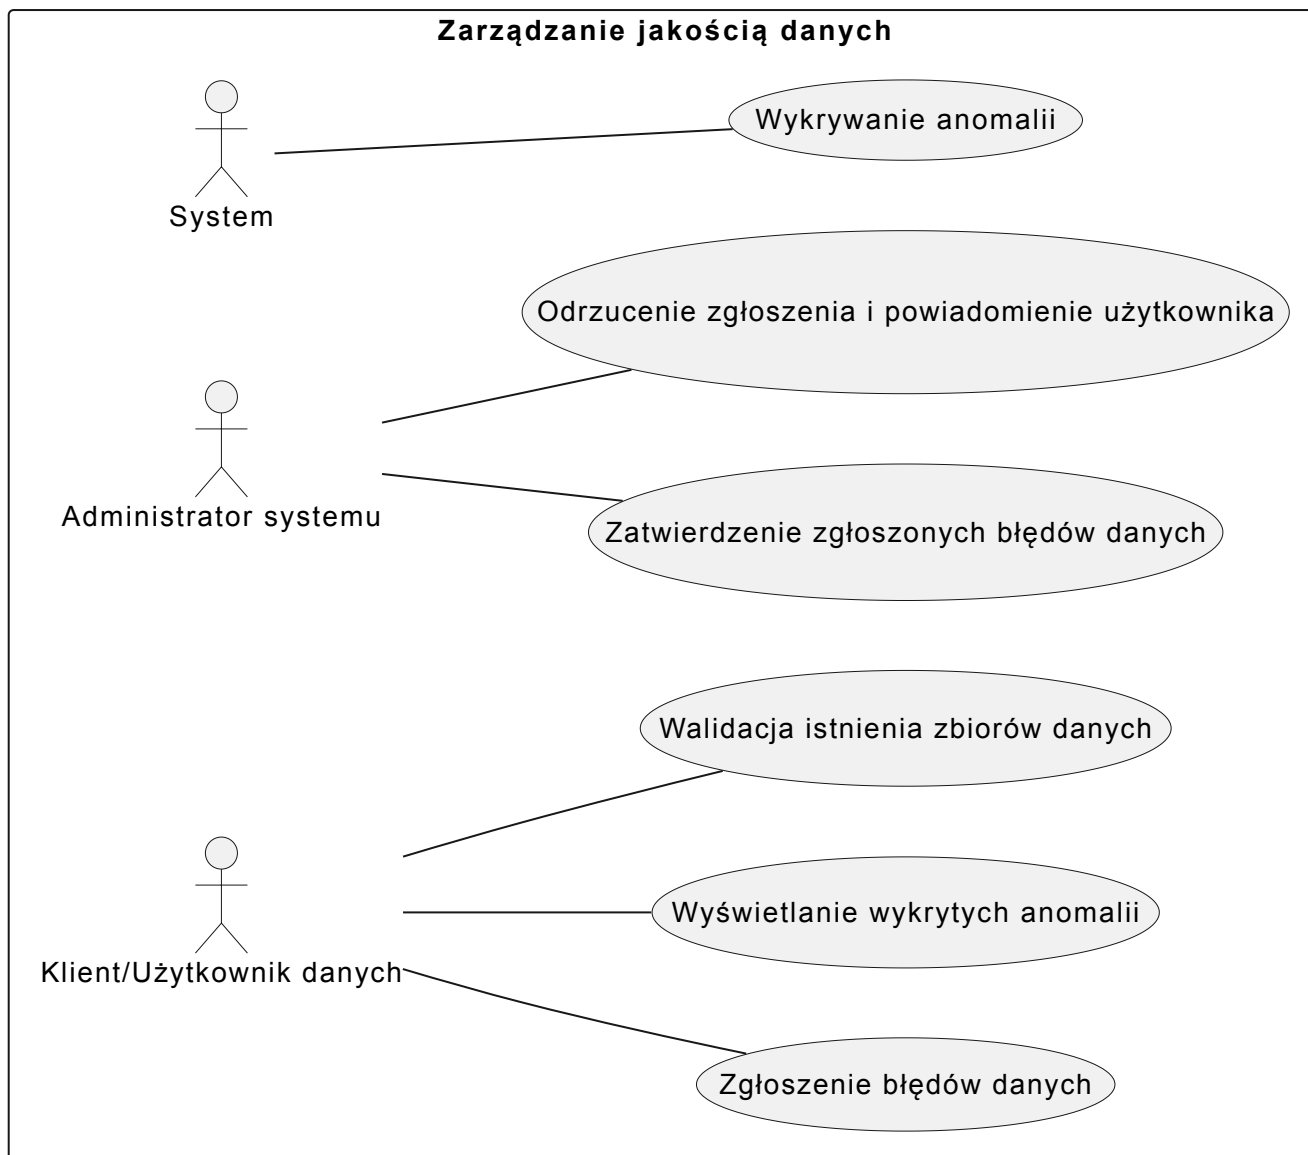 Zarządzanie jakością danych
Wykrywanie anomalii
System
Odrzucenie zgłoszenia i powiadomienie użytkownika
Administrator systemu
Zatwierdzenie zgłoszonych błędów danych
Walidacja istnienia zbiorów danych
Wyświetlanie wykrytych anomalii
Klient/Użytkownik danych
Zgłoszenie błędów danych